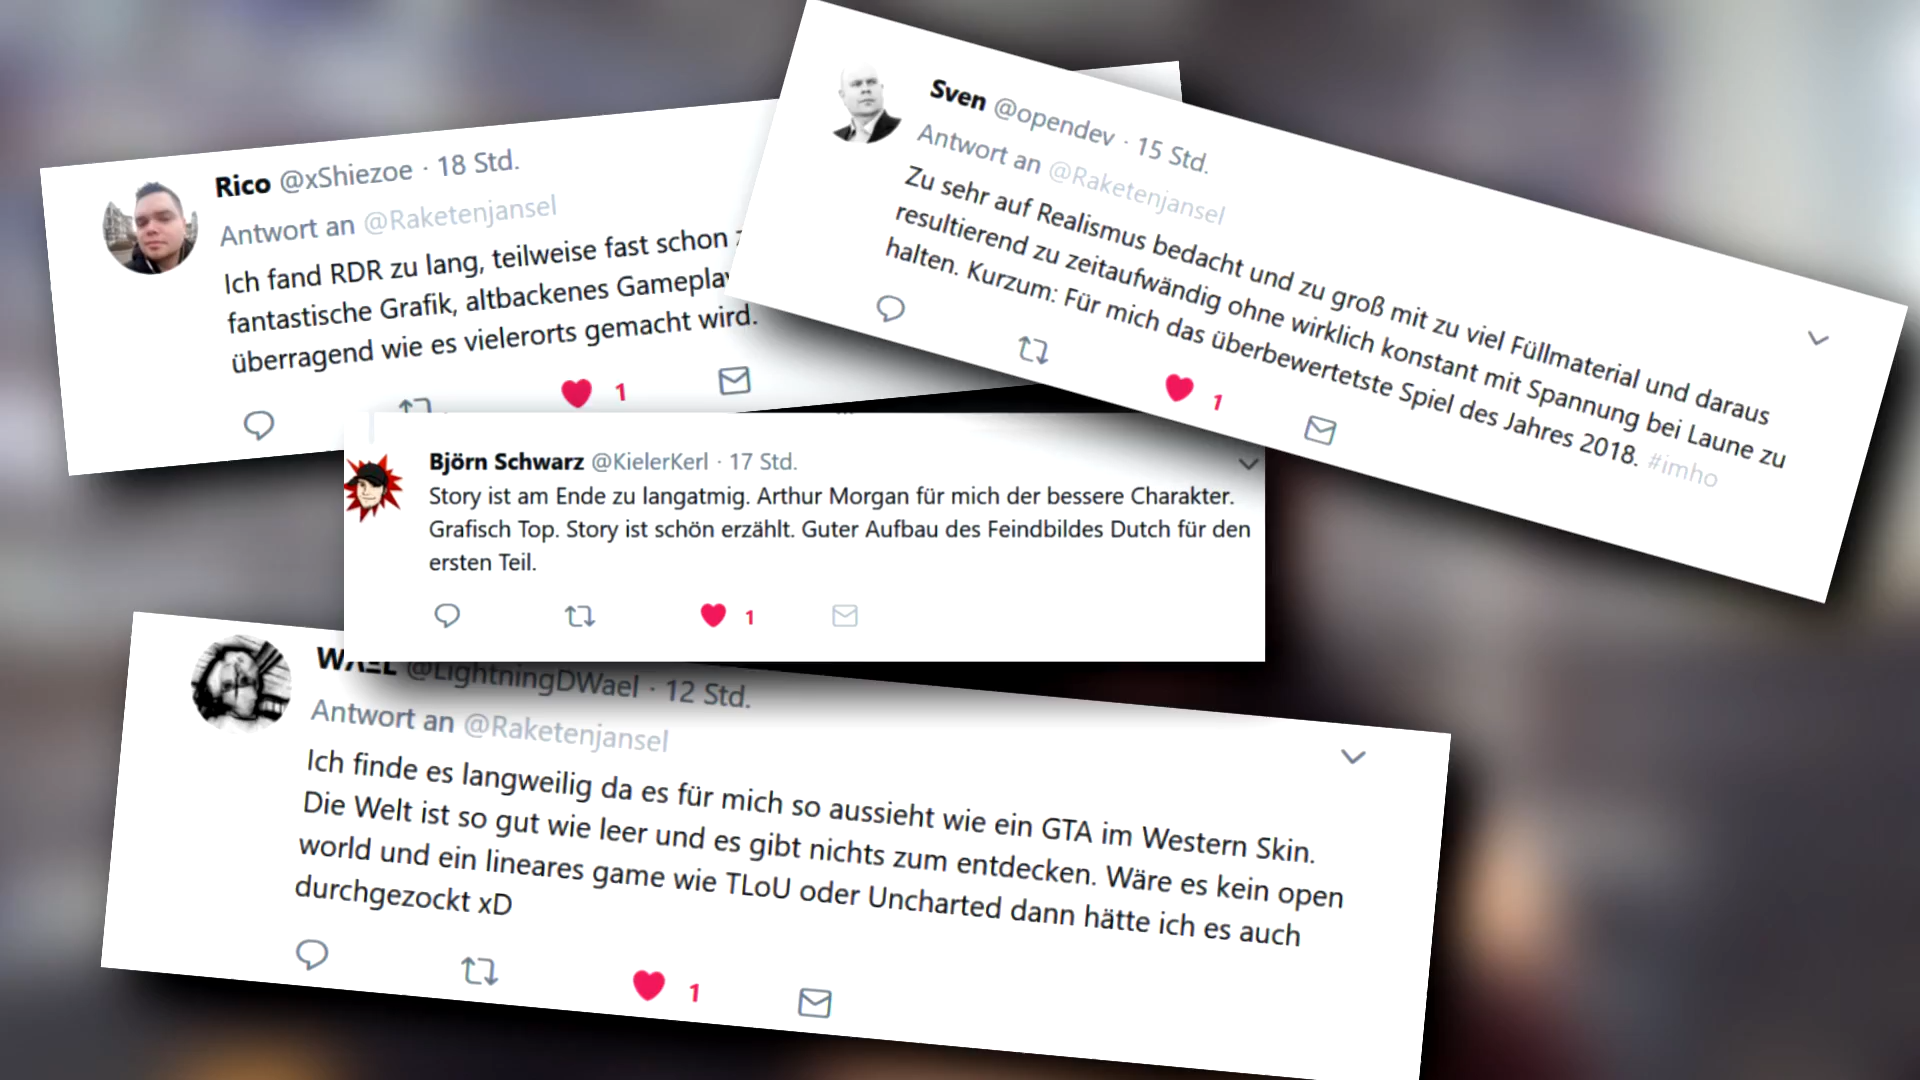 Rico @xShiezoe · 18 Std.
Antwort an @Raketenjansel
Ich fand RDR zu lang, teilweise fast schon
fantastische Grafik, altbackenes Gameplay
überragend wie es vielerorts gemacht wird.
1
Sven @opendev · 15 Std.
Antwort an @Raketenjansel
Zu sehr auf Realismus bedacht und zu groß mit zu viel Füllmaterial und daraus
resultierend zu zeitaufwändig ohne wirklich konstant mit Spannung bei Laune zu
halten. Kurzum: Für mich das überbewerteste Spiel des Jahres 2018. #imho
1
Björn Schwarz @KielerKerl · 17 Std.
Story ist am Ende zu langatmig. Arthur Morgan für mich der bessere Charakter.
Grafisch Top. Story ist schön erzählt. Guter Aufbau des Feindbildes Dutch für den
ersten Teil.
1
WAEL @LightningDWael · 12 Std.
Antwort an @Raketenjansel
Ich finde es langweilig da es für mich so aussieht wie ein GTA im Western Skin.
Die Welt ist so gut wie leer und es gibt nichts zum entdecken. Wäre es kein open
world und ein lineares game wie TLoU oder Uncharted dann hätte ich es auch
durchgezockt xD
1